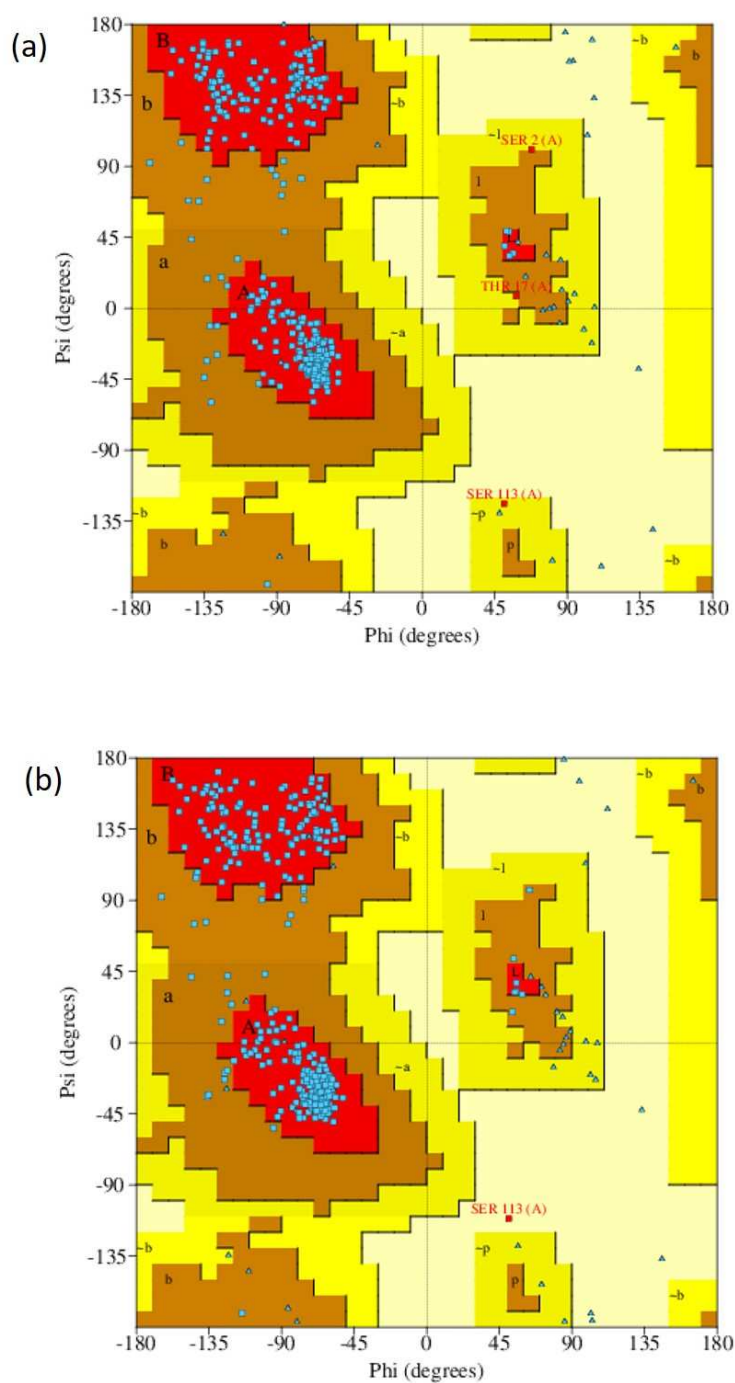 (a)
180
135
90
45
0
-45
-90
-135
Psi (degrees)
B
b
a
A
~b
~a
~l
l
SER 2 (A)
THR 17 (A)
SER 113 (A)
~p
p
~b
b
~b
b
~b
-180 -135 -90 -45 0 45 90 135 180
Phi (degrees)
(b)
180
135
90
45
0
-45
-90
-135
Psi (degrees)
B
b
a
A
~b
~a
~l
l
L
SER 113 (A)
~p
p
~b
b
~b
b
~b
-180 -135 -90 -45 0 45 90 135 180
Phi (degrees)